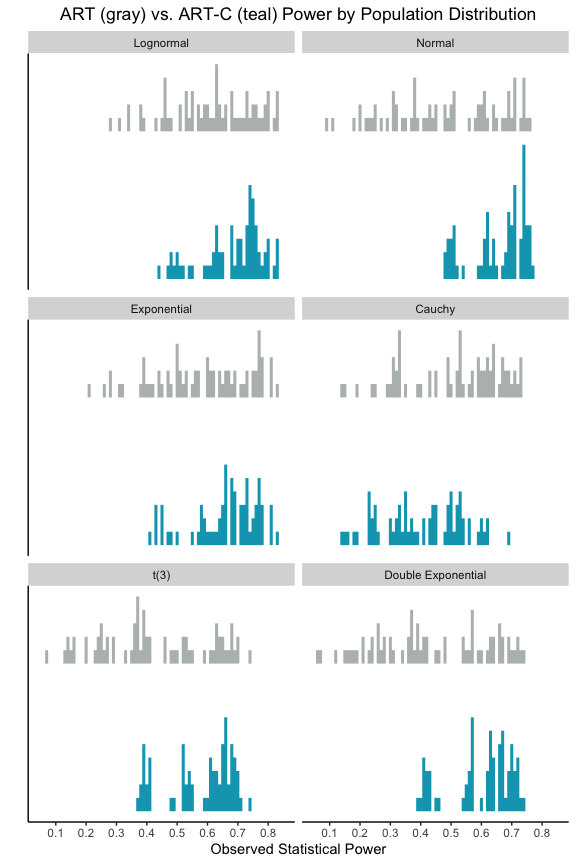 ART (gray) vs. ART-C (teal) Power by Population Distribution
Lognormal
Normal
Exponential
Cauchy
t(3)
Double Exponential
0.1 0.2 0.3 0.4 0.5 0.6 0.7 0.8
0.1 0.2 0.3 0.4 0.5 0.6 0.7 0.8
Observed Statistical Power